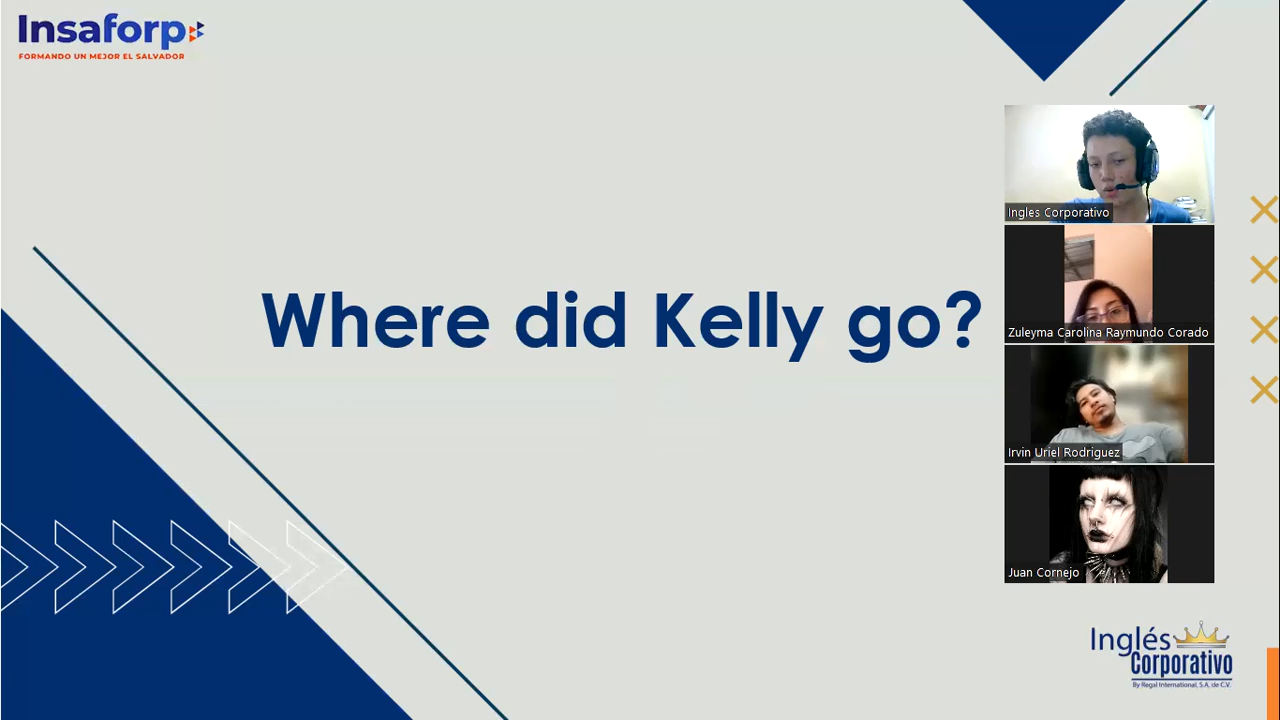 Insaforp
FORMANDO UN MEJOR EL SALVADOR
Where did Kelly go?
Ingles Corporativo
Zuleyma Carolina Raymundo Corado
Irvin Uriel Rodriguez
Juan Cornejo
Inglés
Corporativo
By Regal International, S.A. de C.V.